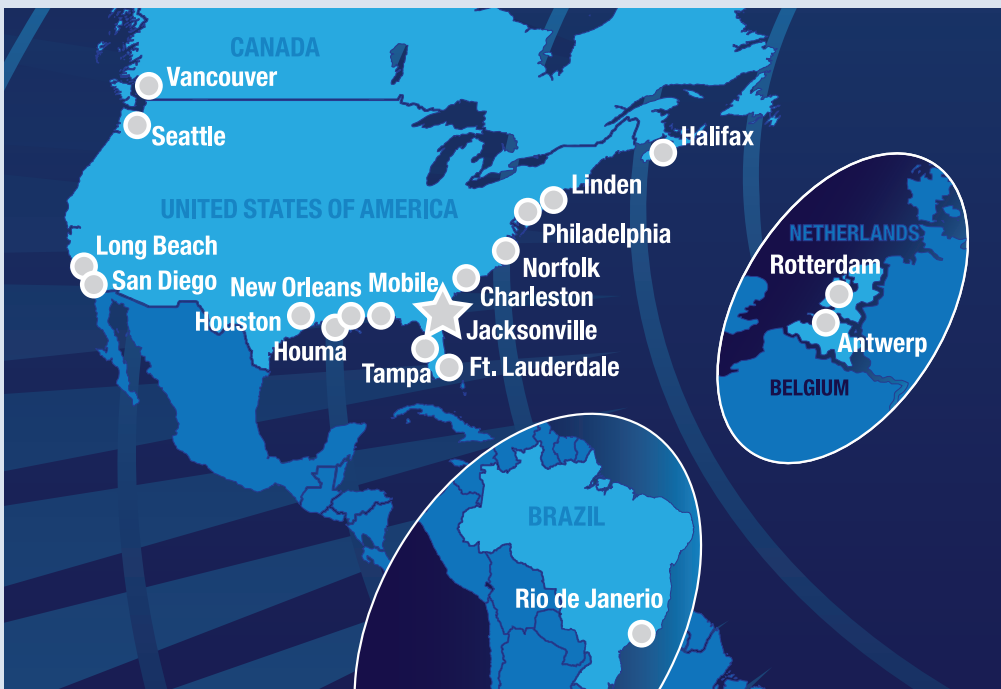 CANADA
Vancouver
Seattle
Halifax
Linden
UNITED STATES OF AMERICA
Philadelphia
NETHERLANDS
Long Beach
Norfolk
Rotterdam
San Diego
New Orleans
Mobile
Charleston
Houston
Jacksonville
Antwerp
Houma
Tampa
Ft. Lauderdale
BELGIUM
BRAZIL
Rio de Janerio